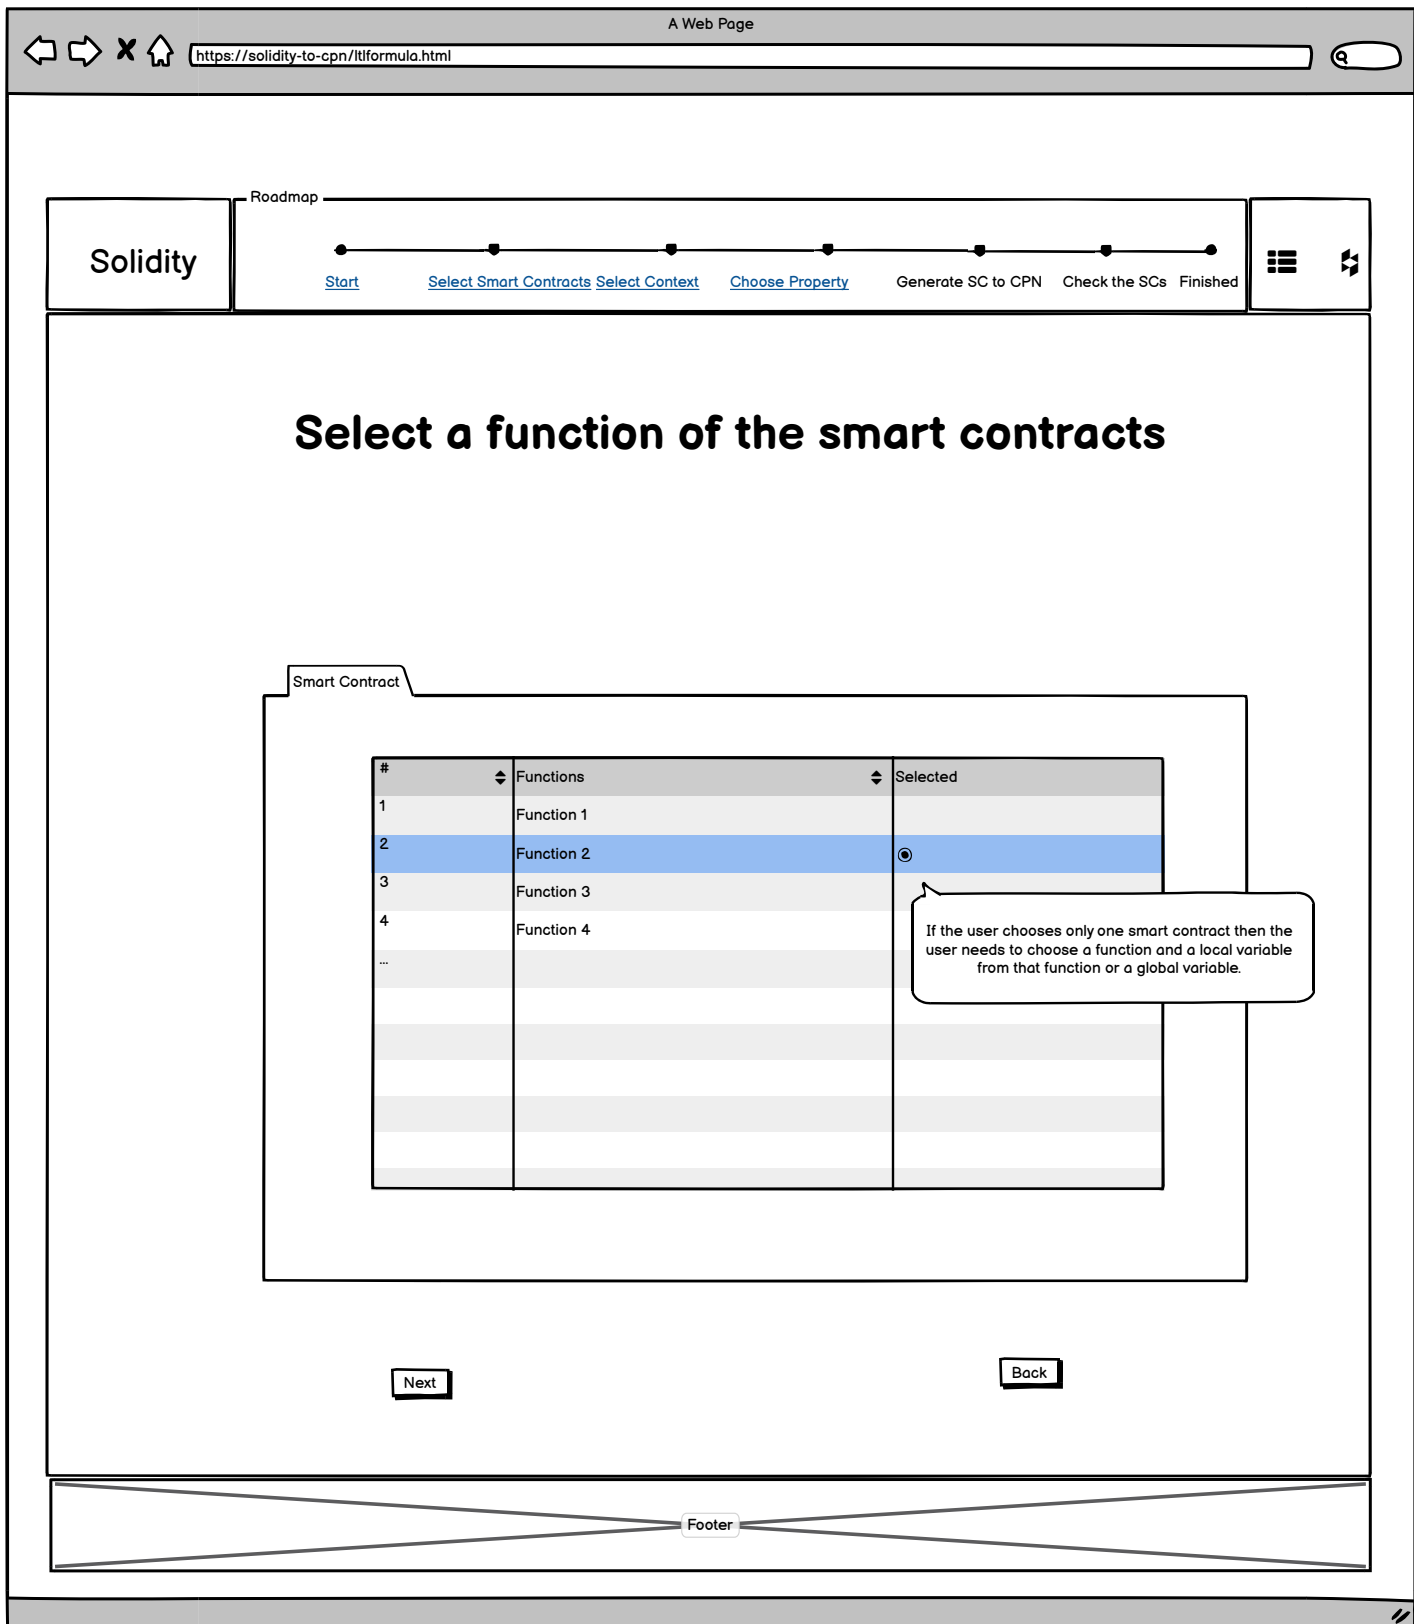 A Web Page
https://solidity-to-cpn/ltlformula.html
Roadmap
Solidity
Start
Select Smart Contracts
Select Context
Choose Property
Generate SC to CPN
Check the SCs
Finished
Select a function of the smart contracts
Smart Contract
# Functions Selected
1 Function 1
2 Function 2
3 Function 3
4 Function 4
...
If the user chooses only one smart contract then the
user needs to choose a function and a local variable
from that function or a global variable.
Next
Back
Footer